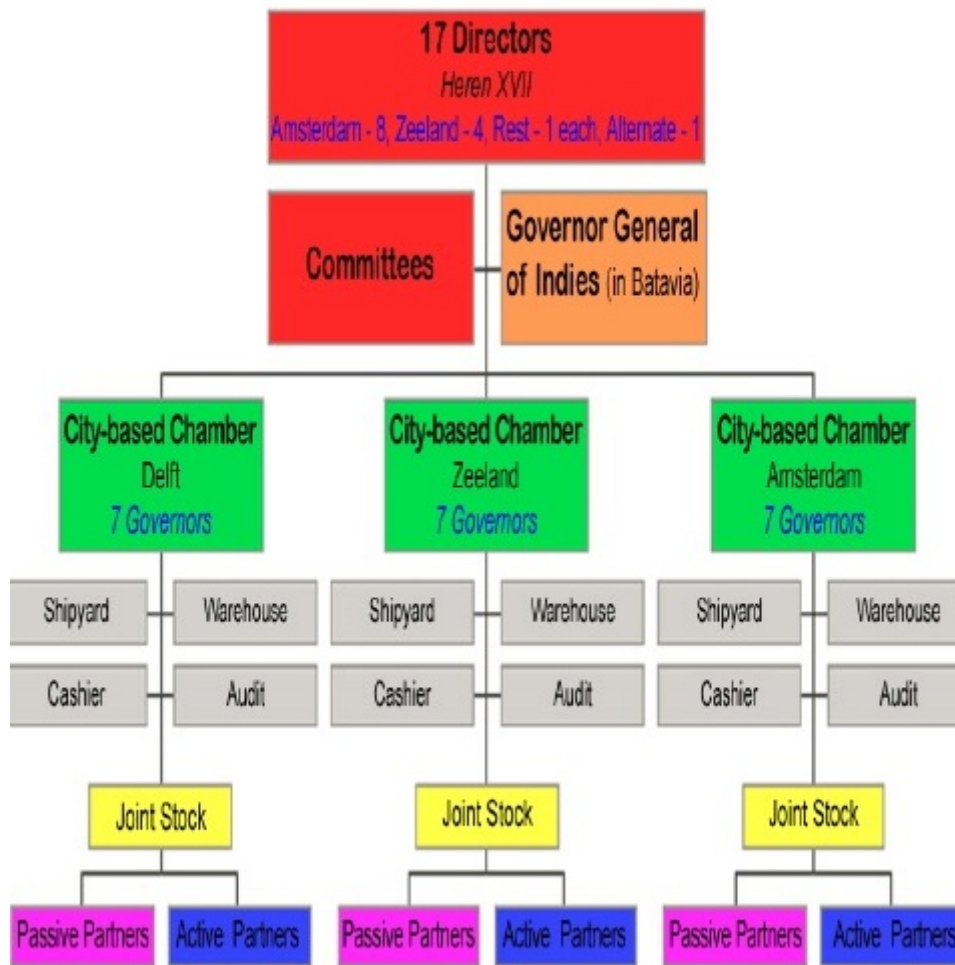 17 Directors
Heren XVII
Amsterdam - 8, Zeeland - 4, Rest - 1 each, Alternate - 1
Committees
Governor General
of Indies (in Batavia)
City-based Chamber
Delft
7 Governors
City-based Chamber
Zeeland
7 Governors
City-based Chamber
Amsterdam
7 Governors
Shipyard
Warehouse
Shipyard
Warehouse
Shipyard
Warehouse
Cashier
Audit
Cashier
Audit
Cashier
Audit
Joint Stock
Joint Stock
Joint Stock
Passive Partners
Active Partners
Passive Partners
Active Partners
Passive Partners
Active Partners